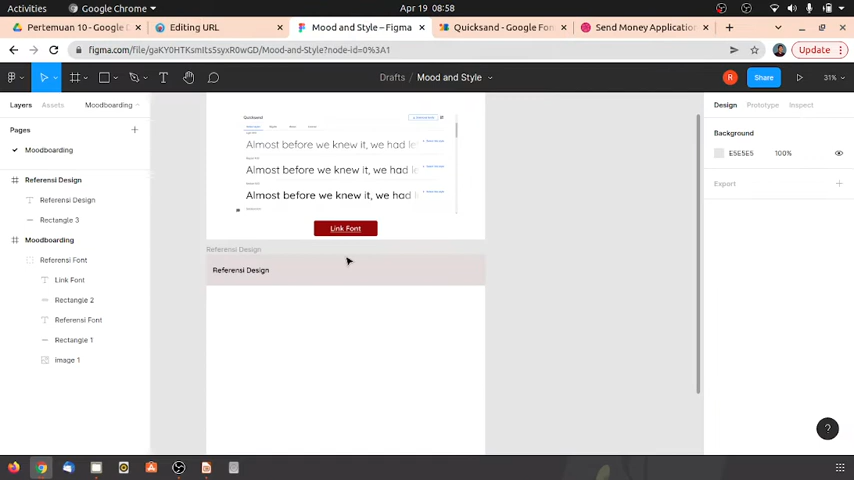 Activities
Google Chrome
Apr 19 08:58
Pertemuan 10 - Google D
Editing URL
Mood and Style – Figma
Quicksand - Google Fon
Send Money Application
figma.com/file/gaKY0HTKsmIts5syxR0wGD/Mood-and-Style?node-id=0%3A1
Update
Drafts
Mood and Style
R
Share
31%
Layers
Assets
Moodboarding
Design
Prototype
Inspect
Pages
Background
Moodboarding
E5E5E5
100%
Referensi Design
Export
Referensi Design
Rectangle 3
Moodboarding
Referensi Font
Link Font
Rectangle 2
Referensi Font
Rectangle 1
image 1
Quicksand
Almost before we knew it, we had le
Almost before we knew it, we had le
Almost before we knew it, we had l
Link Font
Referensi Design
Referensi Design
?